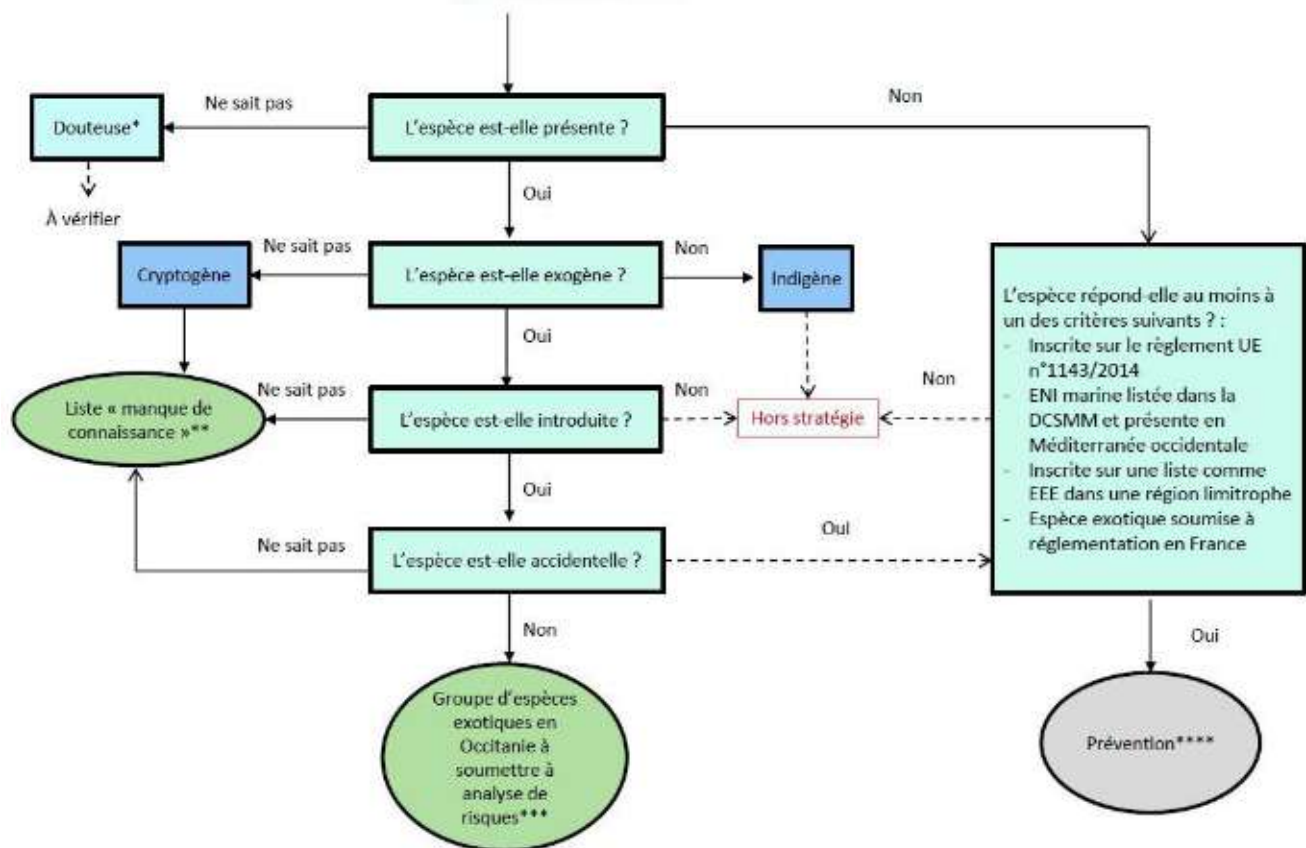 Ne sait pas
Non
Douteuse*
L'espèce est-elle présente ?
Oui
À vérifier
Ne sait pas
Non
Cryptogène
L'espèce est-elle exogène ?
Indigène
Oui
L'espèce répond-elle au moins à
un des critères suivants ? :
- Inscrite sur le règlement UE
n°1143/2014
- ENI marine listée dans la
DCSMM et présente en
Méditerranée occidentale
- Inscrite sur une liste comme
EEE dans une région limitrophe
- Espèce exotique soumise à
réglementation en France
Ne sait pas
Non
Non
Liste « manque de
connaissance »**
L'espèce est-elle introduite ?
Hors stratégie
Oui
Ne sait pas
Oui
L'espèce est-elle accidentelle ?
Non
Oui
Groupe d'espèces
exotiques en
Occitanie à
soumettre à
analyse de
risques***
Prévention****